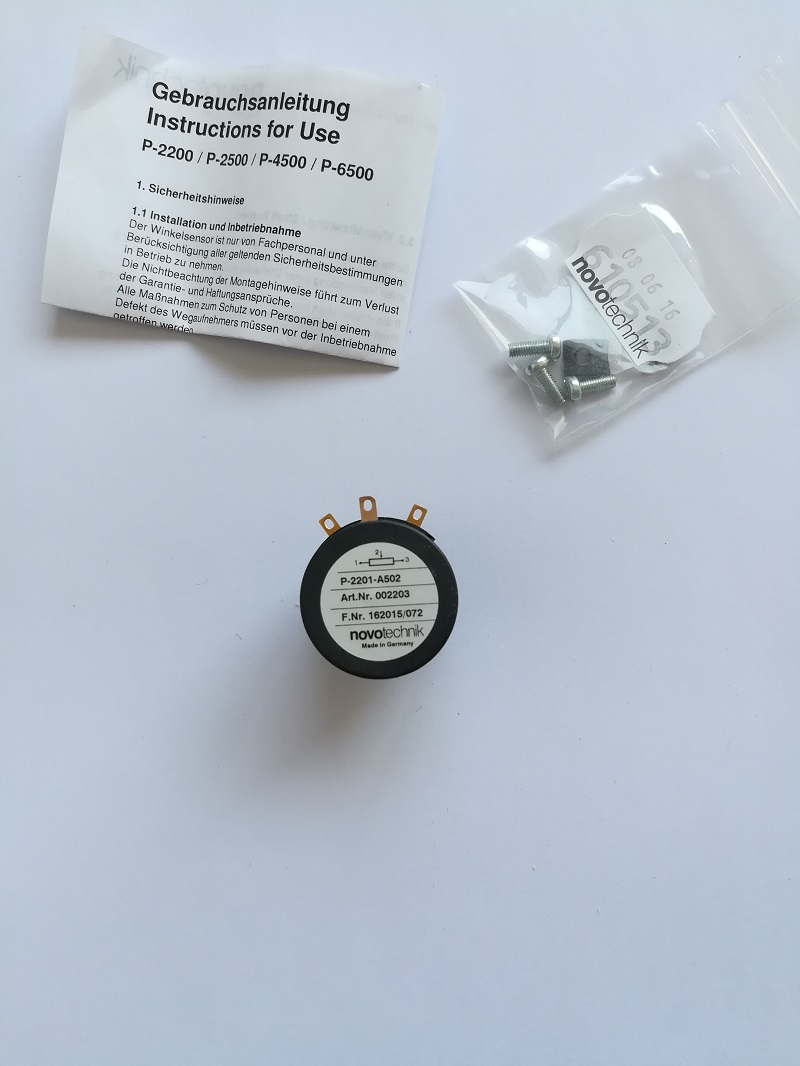 Gebrauchsanleitung
Instructions for Use
P-2200 / P-2500 / P-4500 / P-6500
1. Sicherheitshinweise
1.1 Installation und Inbetriebnahme
Der Winkelsensor ist nur von Fachpersonal und unter
Berücksichtigung aller geltenden Sicherheitsbestimmungen
in Betrieb zu nehmen.
Die Nichtbeachtung der Montagehinweise führt zum Verlust
der Garantie- und Haftungsansprüche.
Alle Maßnahmen zum Schutz von Personen bei einem
Defekt des Wegaufnehmers müssen vor der Inbetriebnahme
getroffen werden
08 06 16
610513
novotechnik
1 2 3
P-2201-A502
Art.Nr. 002203
F.Nr. 162015/072
novotechnik
Made in Germany